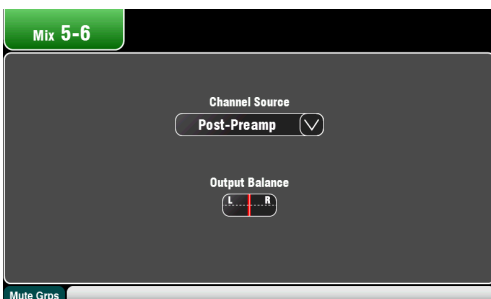 Mix 5-6
Channel Source
Post-Preamp
Output Balance
L R
Mute Grps